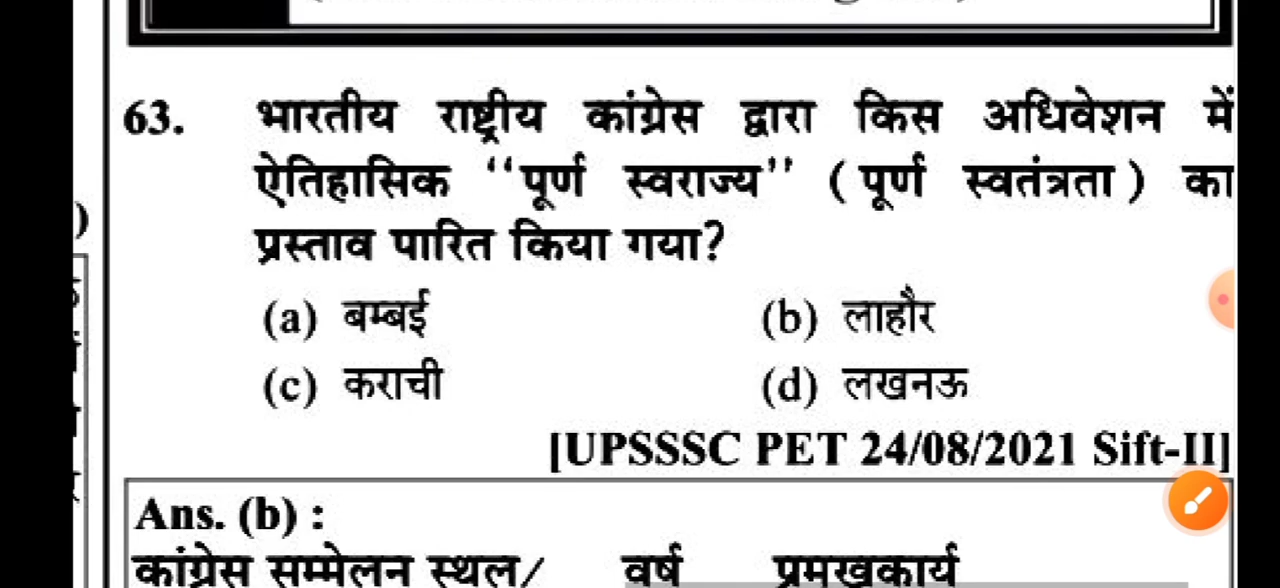 63. भारतीय राष्ट्रीय कांग्रेस द्वारा किस अधिवेशन में
ऐतिहासिक ‘‘पूर्ण स्वराज्य’’ (पूर्ण स्वतंत्रता) का
प्रस्ताव पारित किया गया?
(a) बम्बई (b) लाहौर
(c) कराची (d) लखनऊ
[UPSSSC PET 24/08/2021 Sift-II]
Ans. (b) :
कांग्रेस सम्मेलन स्थल/ वर्ष प्रमुखकार्य